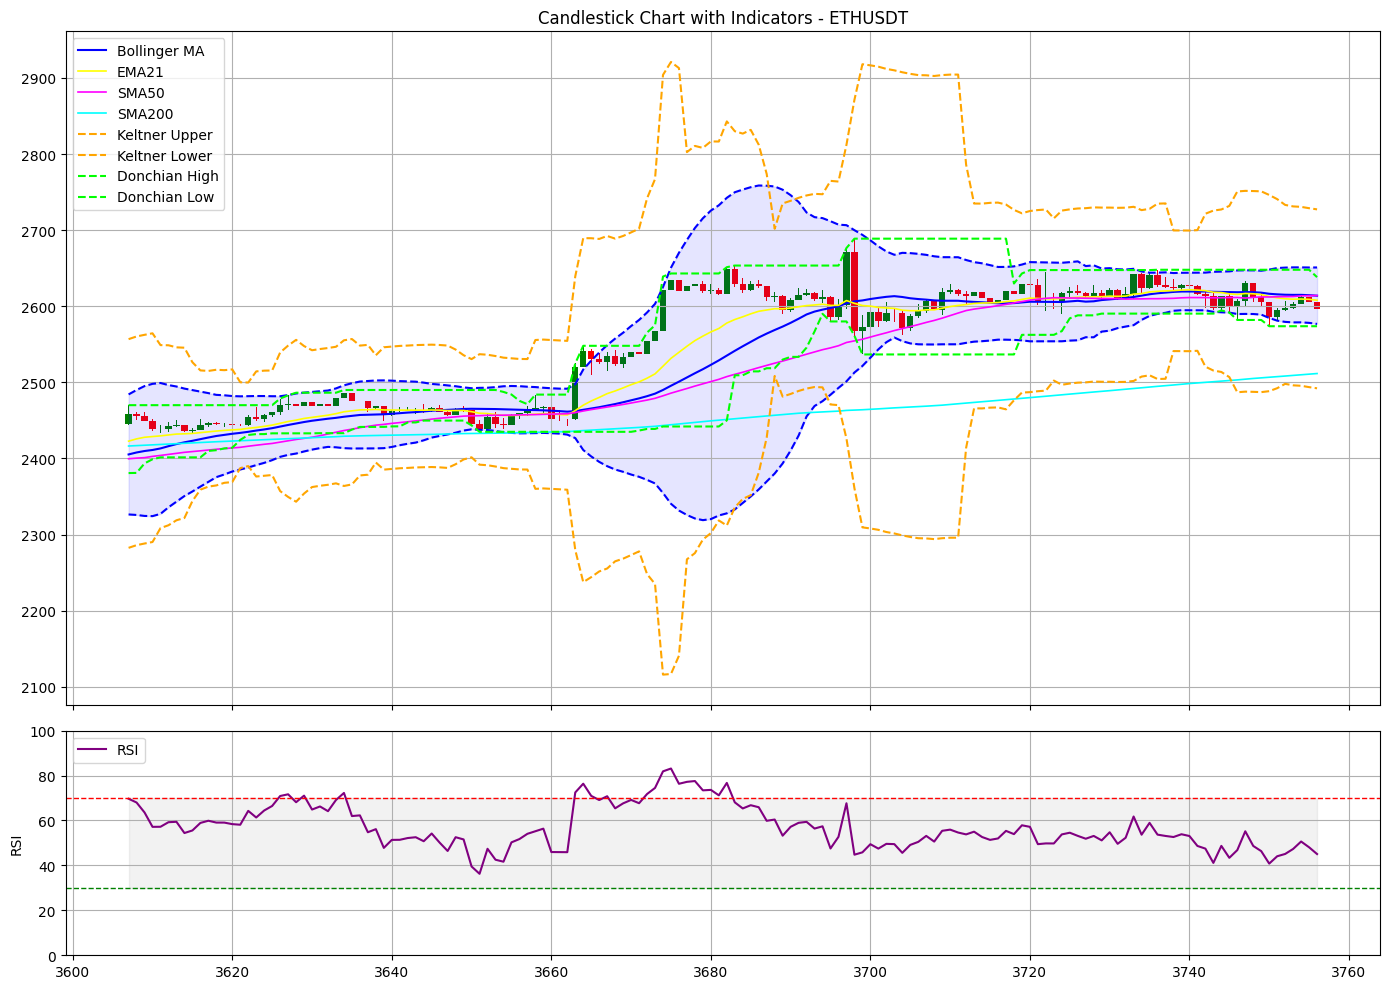 Candlestick Chart with Indicators - ETHUSDT
Bollinger MA
EMA21
SMA50
SMA200
Keltner Upper
Keltner Lower
Donchian High
Donchian Low
2900
2800
2700
2600
2500
2400
2300
2200
2100
RSI
100
80
60
40
20
0
RSI
3600 3620 3640 3660 3680 3700 3720 3740 3760